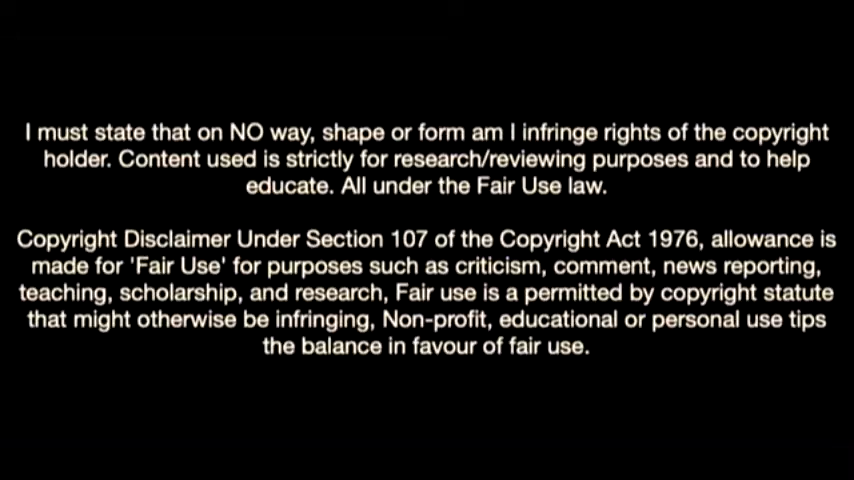 I must state that on NO way, shape or form am I infringe rights of the copyright
holder. Content used is strictly for research/reviewing purposes and to help
educate. All under the Fair Use law.
Copyright Disclaimer Under Section 107 of the Copyright Act 1976, allowance is
made for 'Fair Use' for purposes such as criticism, comment, news reporting,
teaching, scholarship, and research, Fair use is a permitted by copyright statute
that might otherwise be infringing, Non-profit, educational or personal use tips
the balance in favour of fair use.